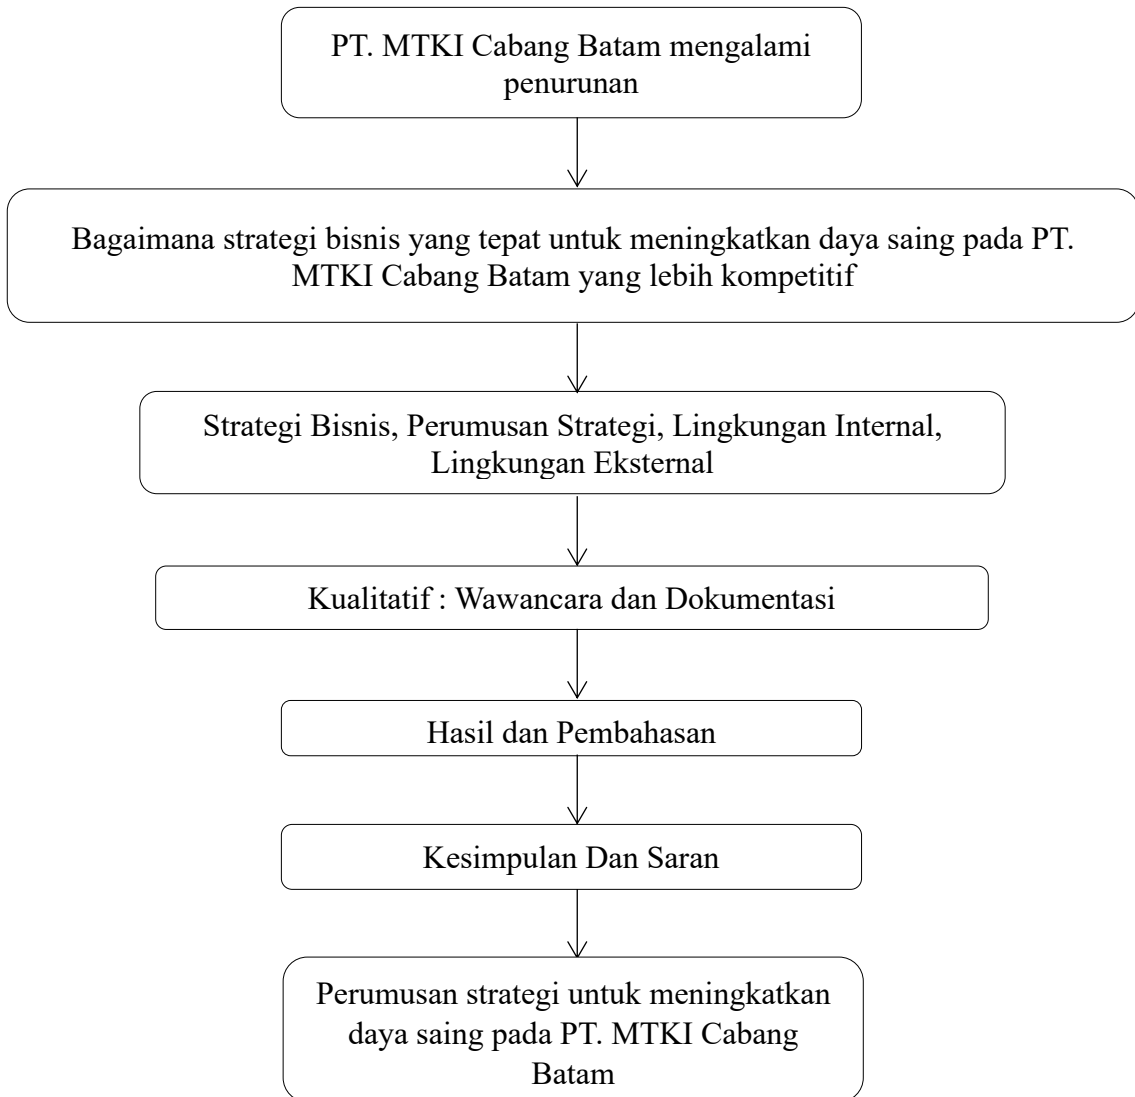 PT. MTKI Cabang Batam mengalami
penurunan
Bagaimana strategi bisnis yang tepat untuk meningkatkan daya saing pada PT.
MTKI Cabang Batam yang lebih kompetitif
Strategi Bisnis, Perumusan Strategi, Lingkungan Internal,
Lingkungan Eksternal
Kualitatif : Wawancara dan Dokumentasi
Hasil dan Pembahasan
Kesimpulan Dan Saran
Perumusan strategi untuk meningkatkan
daya saing pada PT. MTKI Cabang
Batam